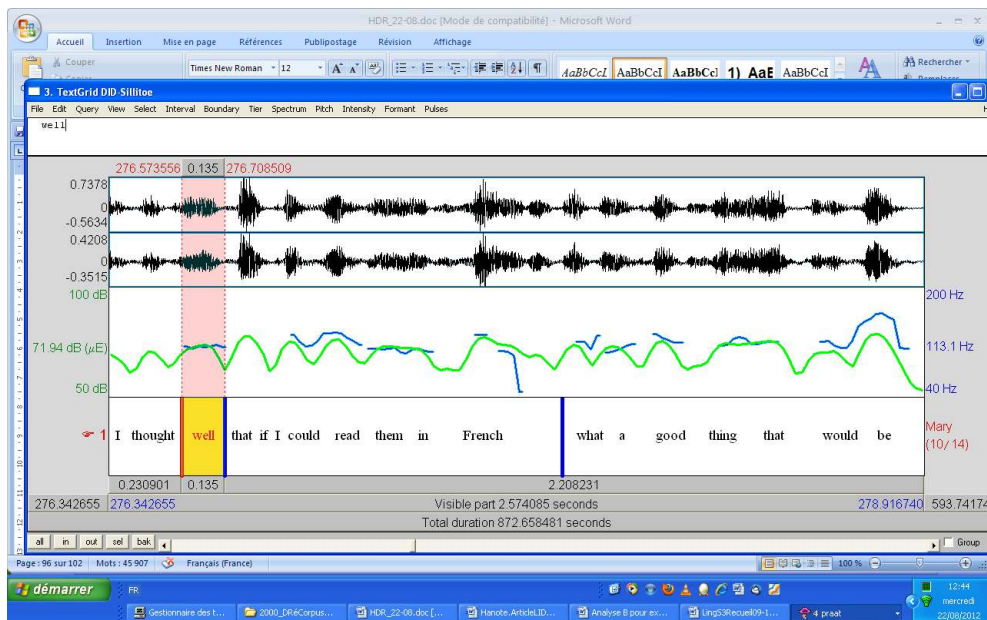 HDR_22-08.doc [Mode de compatibilité] - Microsoft Word
Accueil Insertion Mise en page Références Publipostage Révision Affichage
Couper
Times New Roman 12 A A ¶ AaBbCcI AaBbCcI AaBbCcI 1) AaB AaBbCcI Rechercher
3. TextGrid DID-Sillitoe
File Edit Query View Select Interval Boundary Tier Spectrum Pitch Intensity Formant Pulses H
well
276.573556 0.135 276.708509
0.7378
0
-0.5634
0.4208
0
-0.3515
100 dB 200 Hz
71.94 dB (µE) 113.1 Hz
50 dB 40 Hz
1 I thought well that if I could read them in French what a good thing that would be Mary
(10/14)
0.230901 0.135 2.208231
276.342655 276.342655 Visible part 2.574085 seconds 278.916740 593.74174
Total duration 872.658481 seconds
all in out sel bak Group
Page : 96 sur 102 Mots : 45 907 Français (France) 100 %
démarrer FR 12:44
Gestionnaire des t... 2000_DRéCorpus... HDR_22-08.doc [... Hanote.ArticleLID... Analyse B pour ex... LingS3Recueil09-1... 4 praat mercredi
22/08/2012